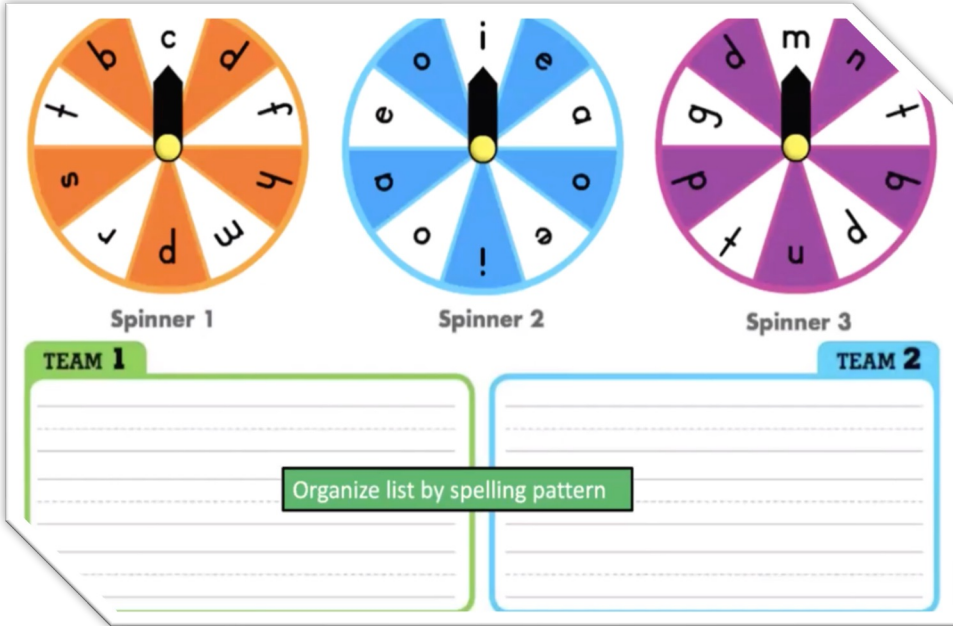 c
i
m
b
d
o
e
n
t
f
e
a
g
t
s
h
a
o
r
m
o
e
t
p
i
n
Spinner 1
Spinner 2
Spinner 3
TEAM 1
TEAM 2
Organize list by spelling pattern